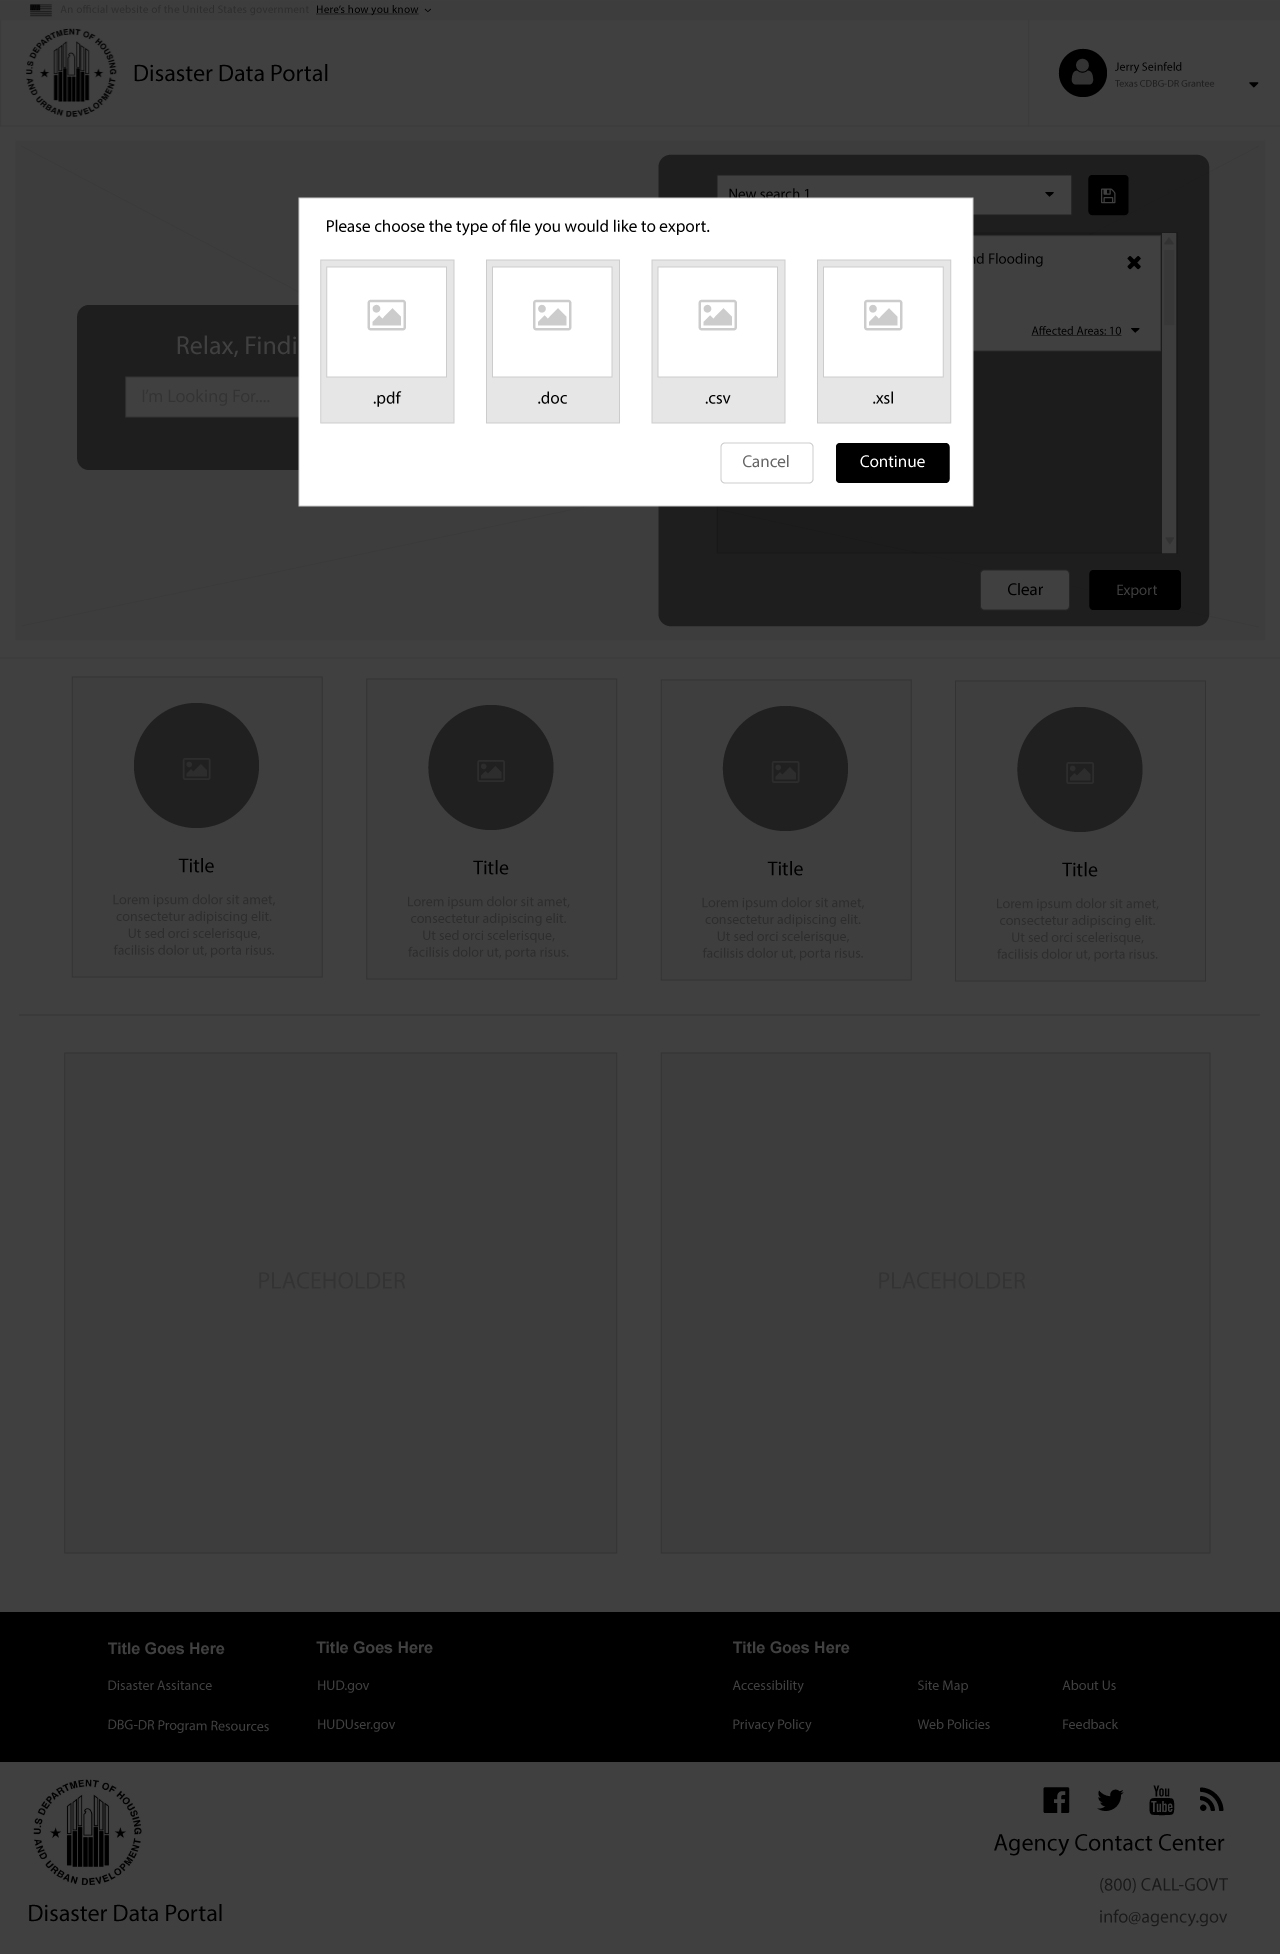 An official website of the United States government Here's how you know
U.S DEPARTMENT OF HOUSING
AND URBAN DEVELOPMENT
Disaster Data Portal
Jerry Seinfeld
Texas CDBG-DR Grantee
New search 1
Please choose the type of file you would like to export.
nd Flooding
Affected Areas: 10
Relax, Findi
I'm Looking For....
.pdf
.doc
.csv
.xsl
Cancel
Continue
Clear
Export
Title
Lorem ipsum dolor sit amet,
consectetur adipiscing elit.
Ut sed orci scelerisque,
facilisis dolor ut, porta risus.
Title
Lorem ipsum dolor sit amet,
consectetur adipiscing elit.
Ut sed orci scelerisque,
facilisis dolor ut, porta risus.
Title
Lorem ipsum dolor sit amet,
consectetur adipiscing elit.
Ut sed orci scelerisque,
facilisis dolor ut, porta risus.
Title
Lorem ipsum dolor sit amet,
consectetur adipiscing elit.
Ut sed orci scelerisque,
facilisis dolor ut, porta risus.
PLACEHOLDER
PLACEHOLDER
Title Goes Here
Disaster Assitance
DBG-DR Program Resources
Title Goes Here
HUD.gov
HUDUser.gov
Title Goes Here
Accessibility
Site Map
About Us
Privacy Policy
Web Policies
Feedback
U.S DEPARTMENT OF HOUSING
AND URBAN DEVELOPMENT
Disaster Data Portal
You
Tube
Agency Contact Center
(800) CALL-GOVT
info@agency.gov